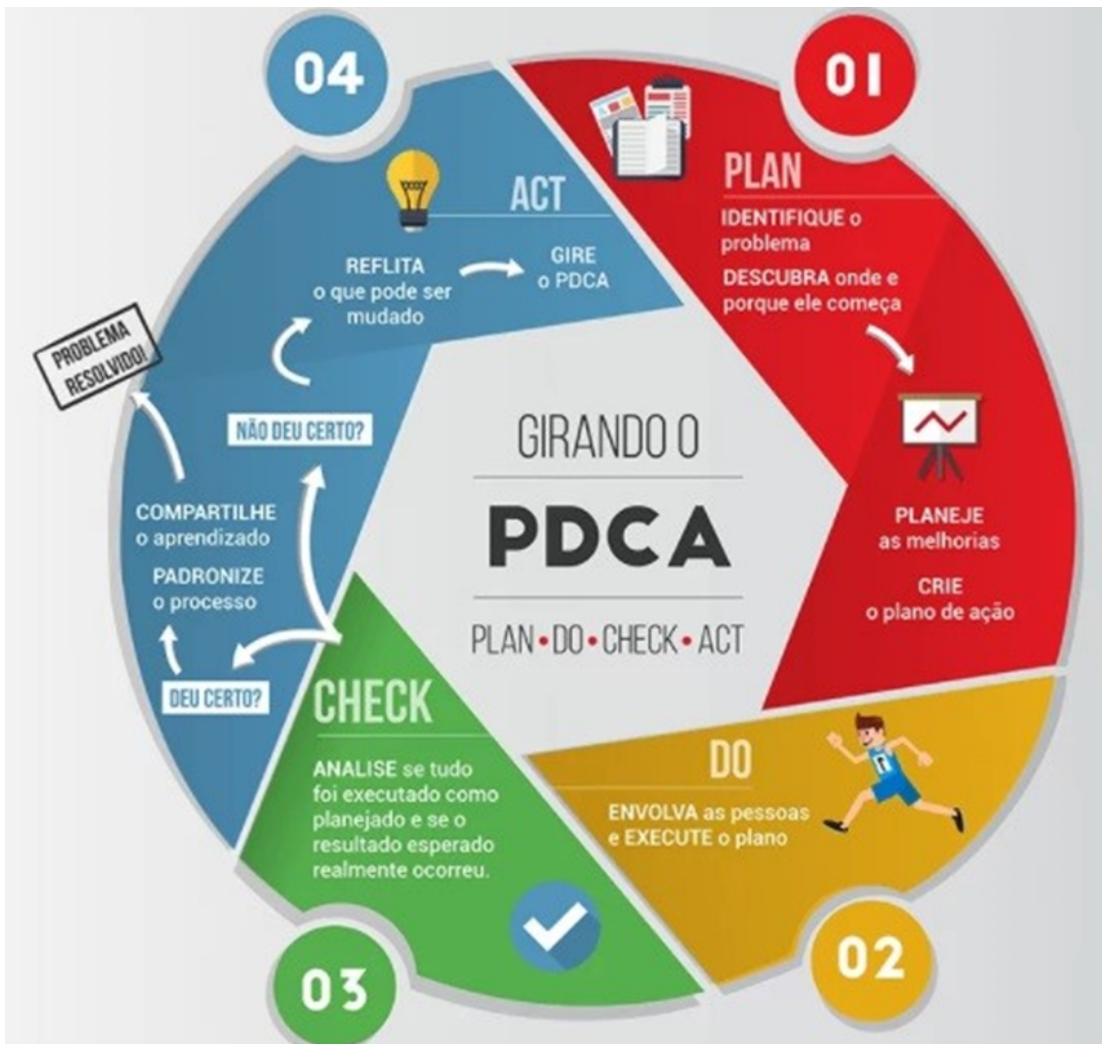 01
PLAN
IDENTIFIQUE o
problema
DESCUBRA onde e
porque ele começa
PLANEJE
as melhorias
CRIE
o plano de ação
02
DO
ENVOLVA as pessoas
e EXECUTE o plano
03
CHECK
ANALISE se tudo
foi executado como
planejado e se o
resultado esperado
realmente ocorreu.
04
ACT
DEU CERTO?
PADRONIZE
o processo
COMPARTILHE
o aprendizado
PROBLEMA
RESOLVIDO!
NÃO DEU CERTO?
REFLITA
o que pode ser
mudado
GIRE
o PDCA
GIRANDO O
PDCA
PLAN•DO•CHECK•ACT